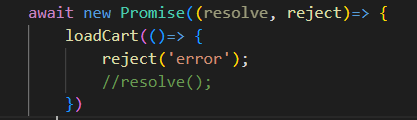 await new Promise((resolve, reject)=> {
loadCart(()=> {
reject('error');
//resolve();
})